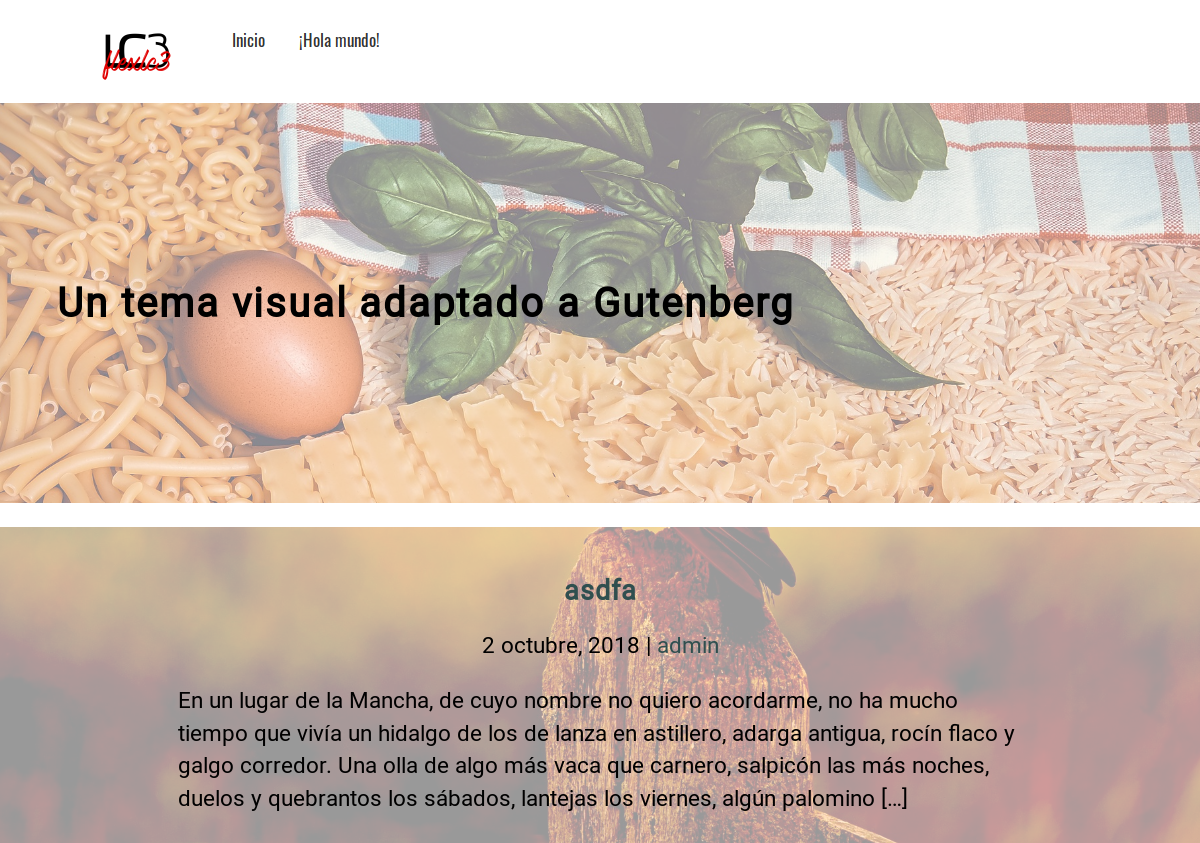 IC3
flexIc3
Inicio ¡Hola mundo!
Un tema visual adaptado a Gutenberg
asdfa
2 octubre, 2018 | admin
En un lugar de la Mancha, de cuyo nombre no quiero acordarme, no ha mucho
tiempo que vivía un hidalgo de los de lanza en astillero, adarga antigua, rocín flaco y
galgo corredor. Una olla de algo más vaca que carnero, salpicón las más noches,
duelos y quebrantos los sábados, lantejas los viernes, algún palomino [...]